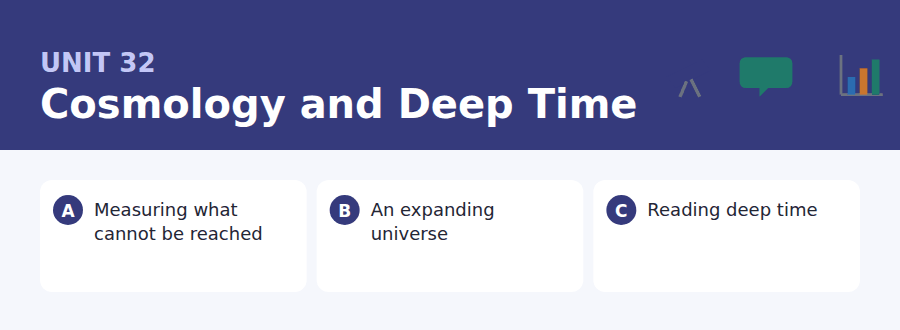 UNIT 32
Cosmology and Deep Time
A Measuring what
cannot be reached
B An expanding
universe
C Reading deep time